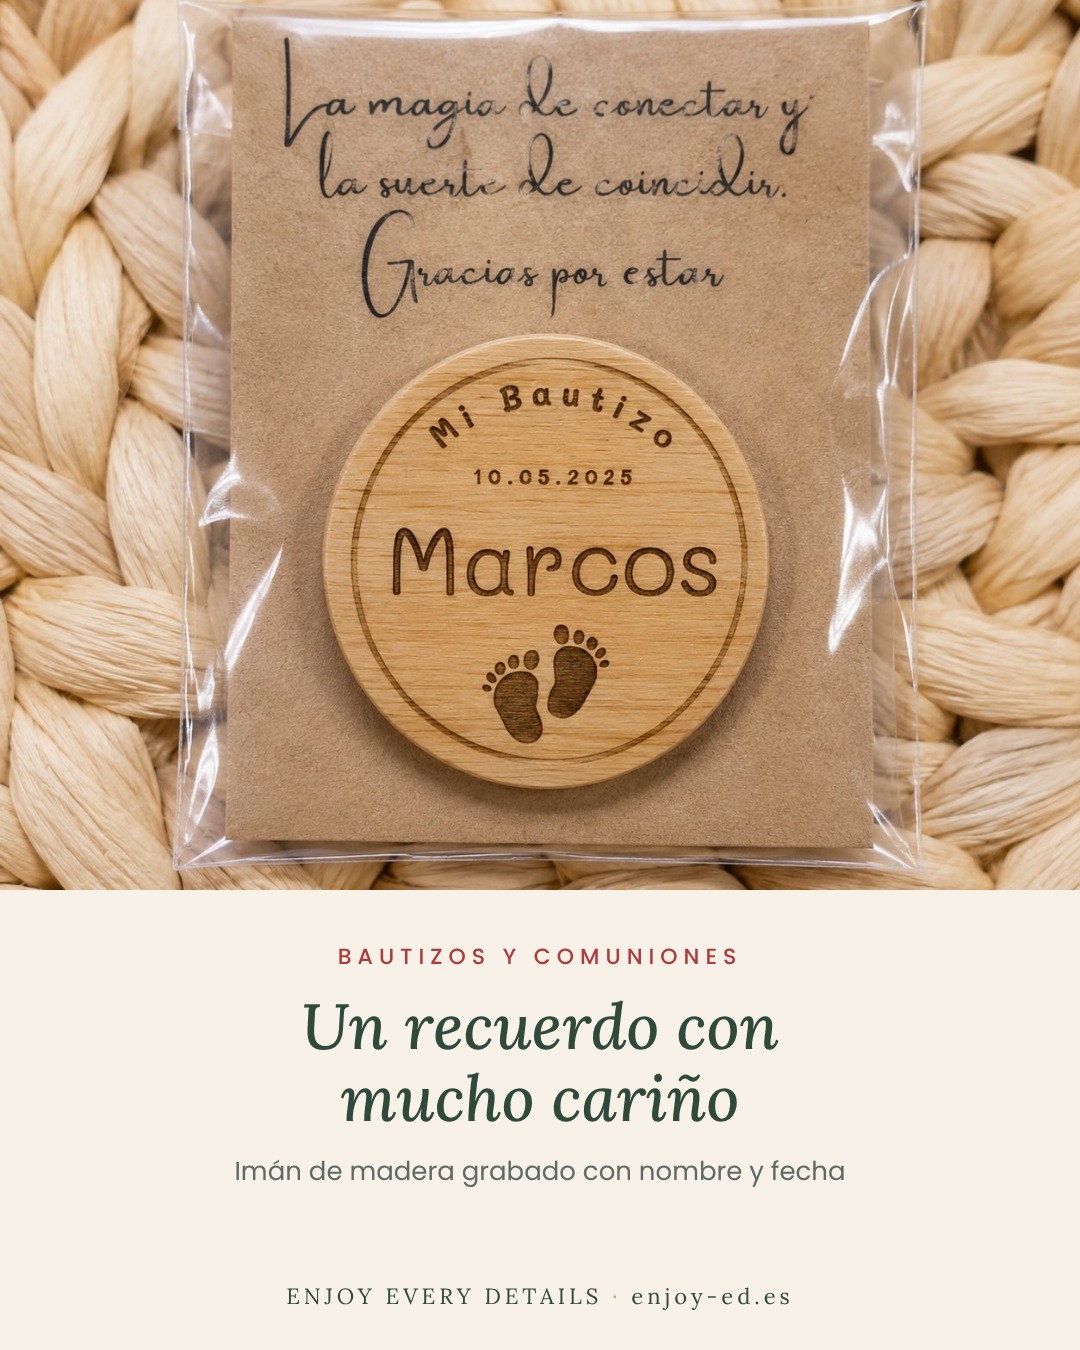 La magia de conectar y
la suerte de coincidir.
Gracias por estar
Mi Bautizo
10.05.2025
Marcos
BAUTIZOS Y COMUNIONES
Un recuerdo con
mucho cariño
Imán de madera grabado con nombre y fecha
ENJOY EVERY DETAILS · enjoy-ed.es